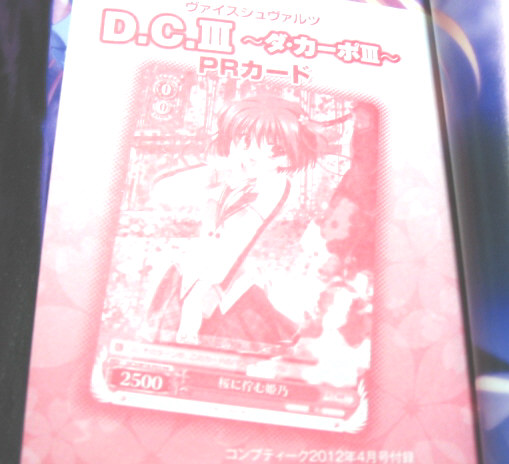 ヴァイスシュヴァルツ
D.C.Ⅲ ～ダ・カーポⅢ～
PRカード
0
0
2500 桜に佇む姫乃
コンプティーク2012年4月号付録